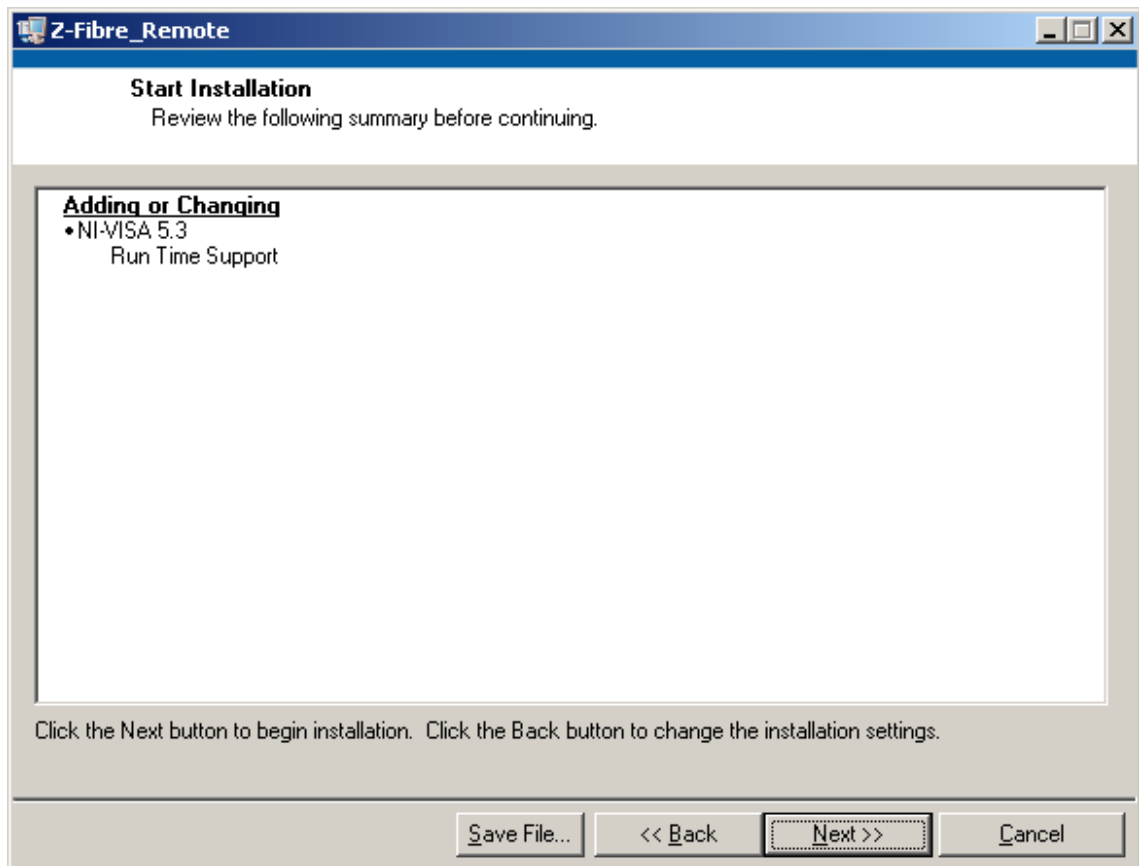 Z-Fibre_Remote
Start Installation
Review the following summary before continuing.
Adding or Changing
•NI-VISA 5.3
Run Time Support
Click the Next button to begin installation.  Click the Back button to change the installation settings.
Save File... << Back Next >> Cancel